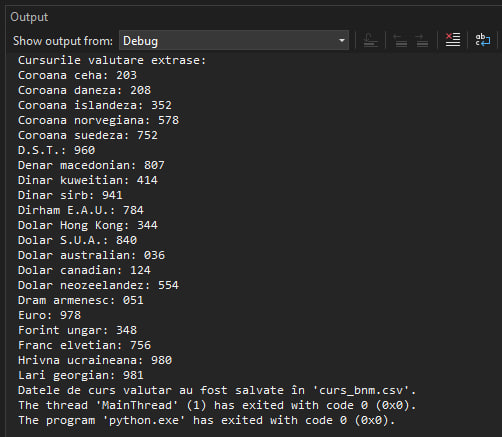 Output
Show output from: Debug
Cursurile valutare extrase:
Coroana ceha: 203
Coroana daneza: 208
Coroana islandeza: 352
Coroana norvegiana: 578
Coroana suedeza: 752
D.S.T.: 960
Denar macedonian: 807
Dinar kuweitian: 414
Dinar sirb: 941
Dirham E.A.U.: 784
Dolar Hong Kong: 344
Dolar S.U.A.: 840
Dolar australian: 036
Dolar canadian: 124
Dolar neozeelandez: 554
Dram armenesc: 051
Euro: 978
Forint ungar: 348
Franc elvetian: 756
Hrivna ucraineana: 980
Lari georgian: 981
Datele de curs valutar au fost salvate în 'curs_bnm.csv'.
The thread 'MainThread' (1) has exited with code 0 (0x0).
The program 'python.exe' has exited with code 0 (0x0).